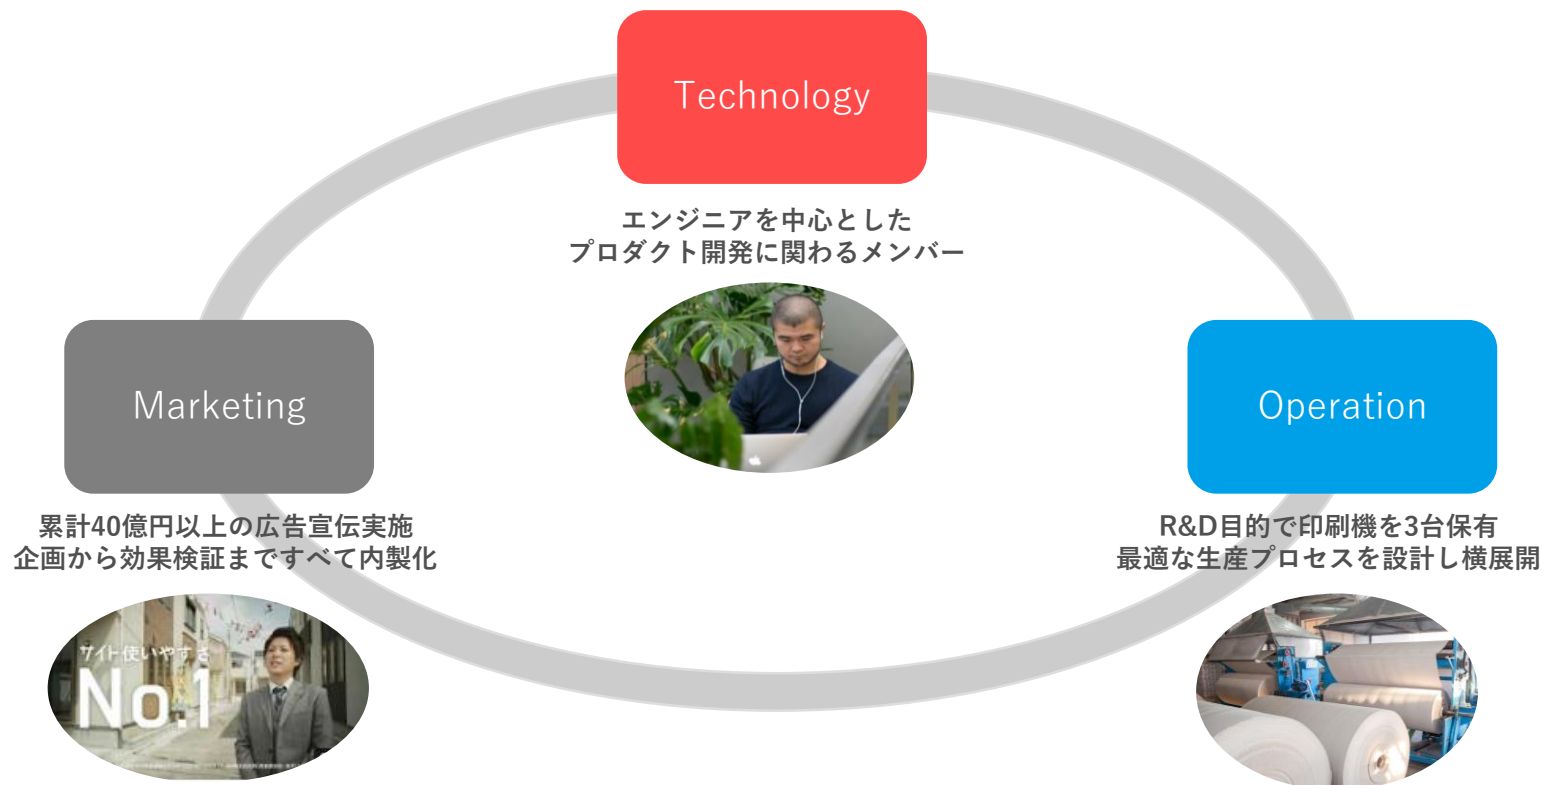 Technology
エンジニアを中心とした
プロダクト開発に関わるメンバー
Marketing
累計40億円以上の広告宣伝実施
企画から効果検証まですべて内製化
サイト使いやすさ
No.1
Operation
R&D目的で印刷機を3台保有
最適な生産プロセスを設計し横展開